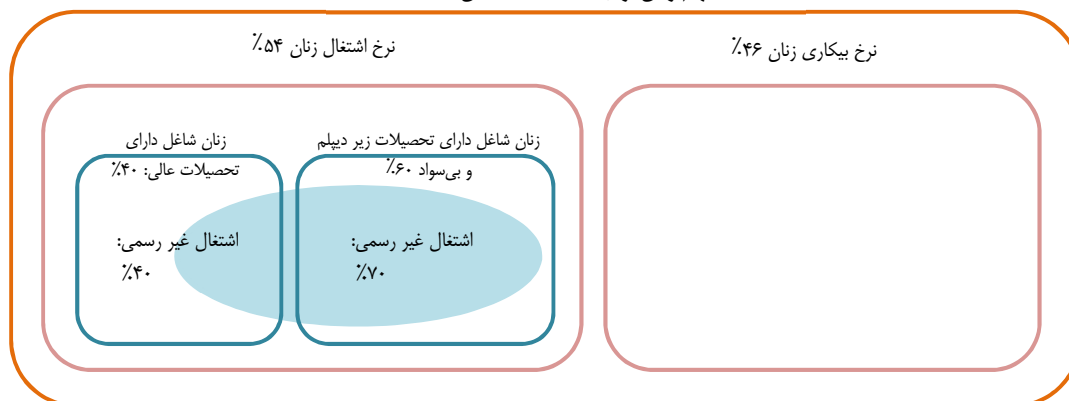 نرخ بیکاری زنان ۴۶٪
نرخ اشتغال زنان ۵۴٪
زنان شاغل دارای تحصیلات زیر دیپلم
و بی‌سواد ۶۰٪
زنان شاغل دارای
تحصیلات عالی: ۴۰٪
اشتغال غیر رسمی:
۷۰٪
اشتغال غیر رسمی:
۴۰٪